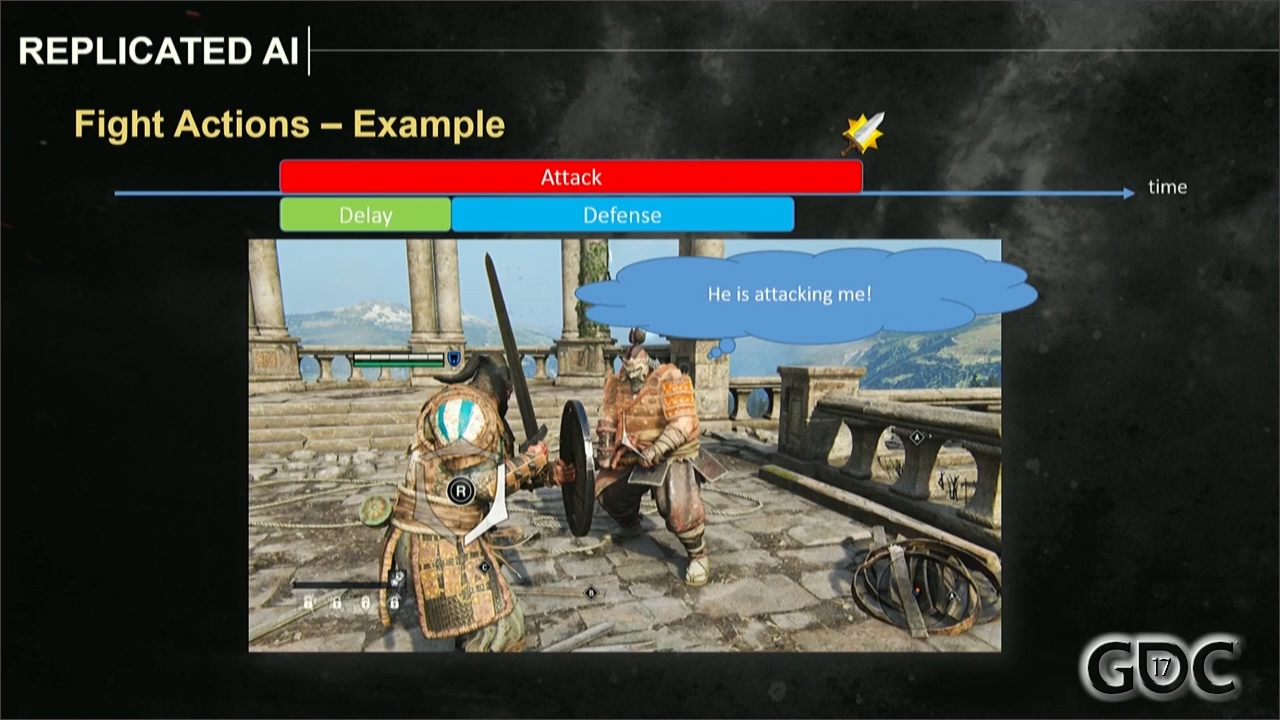 REPLICATED AI
Fight Actions – Example
Attack
time
Delay
Defense
He is attacking me!
R
A
C
B
A
GDC
17